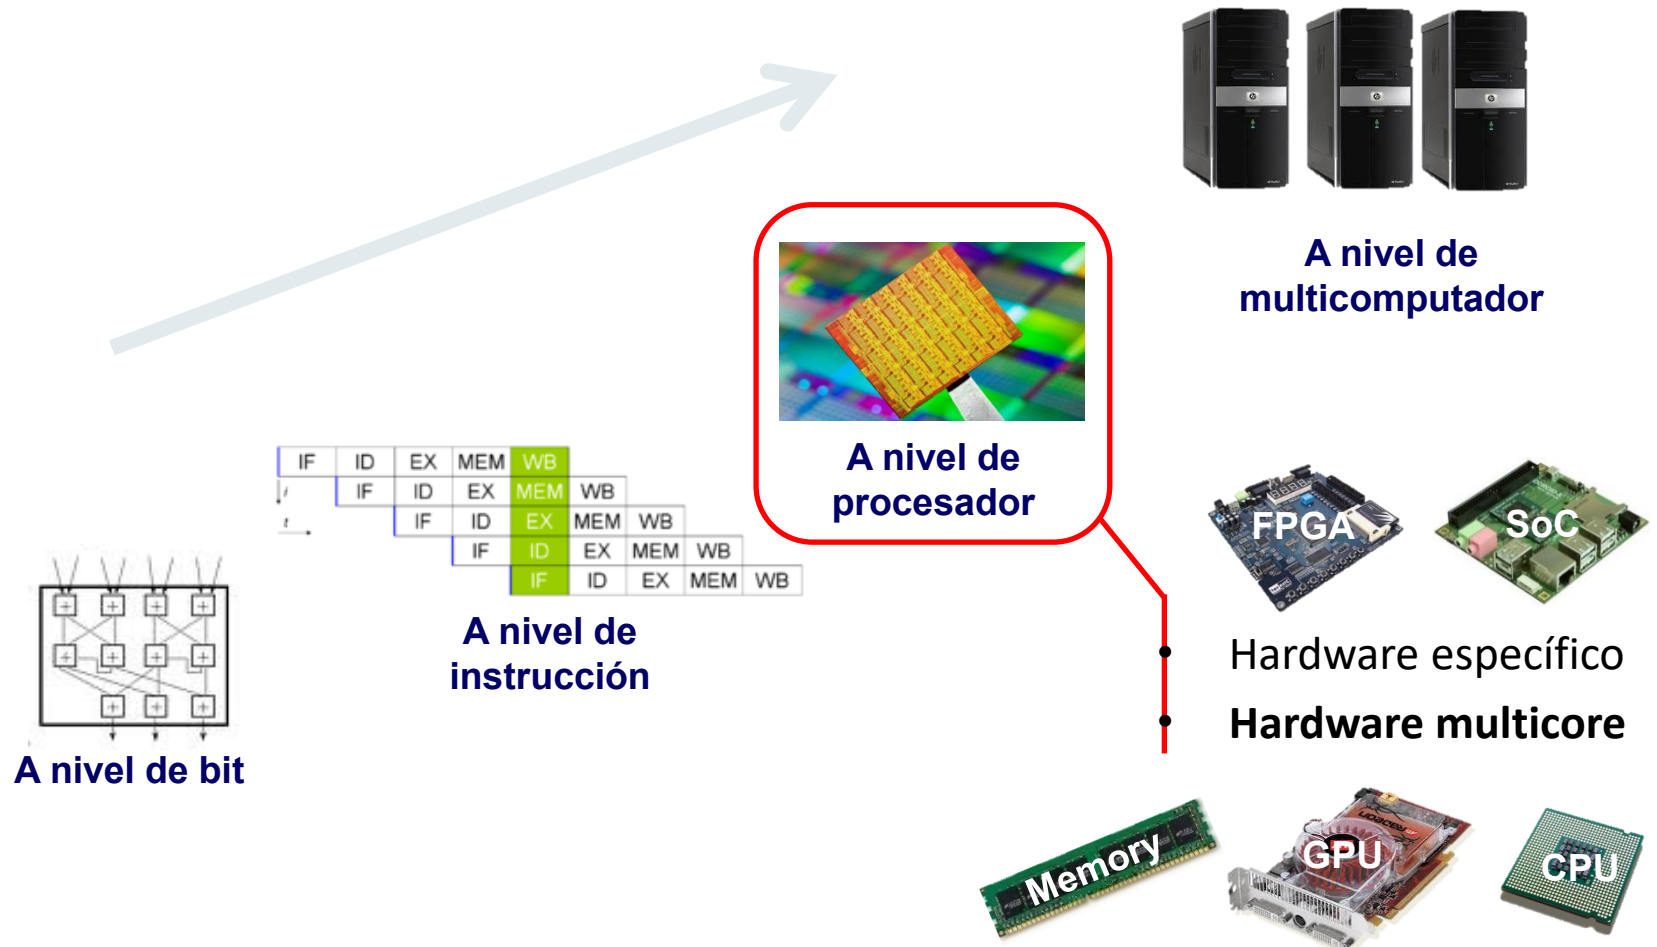 A nivel de
multicomputador
A nivel de
procesador
IF ID EX MEM WB
IF ID EX MEM WB
IF ID EX MEM WB
IF ID EX MEM WB
IF ID EX MEM WB
i
t
A nivel de
instrucción
+ + + +
+ + + +
+ + +
A nivel de bit
FPGA
SoC
• Hardware específico
• Hardware multicore
Memory
GPU
CPU
RADEON